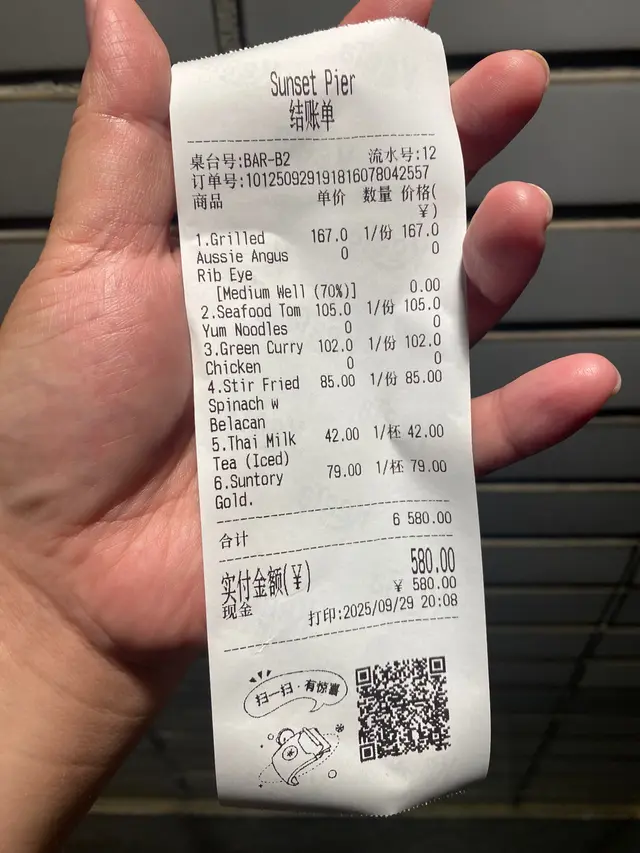 Sunset Pier
结账单
桌台号:BAR-B2 流水号:12
订单号:101250929191816078042557
商品 单价 数量 价格(
￥)
1.Grilled 167.0 1/份 167.0
Aussie Angus 0 0
Rib Eye
[Medium Well (70%)] 0.00
2.Seafood Tom 105.0 1/份 105.0
Yum Noodles 0 0
3.Green Curry 102.0 1/份 102.0
Chicken 0 0
4.Stir Fried 85.00 1/份 85.00
Spinach w
Belacan
5.Thai Milk 42.00 1/杯 42.00
Tea (Iced)
6.Suntory 79.00 1/杯 79.00
Gold.
合计 6 580.00
实付金额(￥) 580.00
现金 ￥ 580.00
打印:2025/09/29 20:08
扫一扫·有惊喜